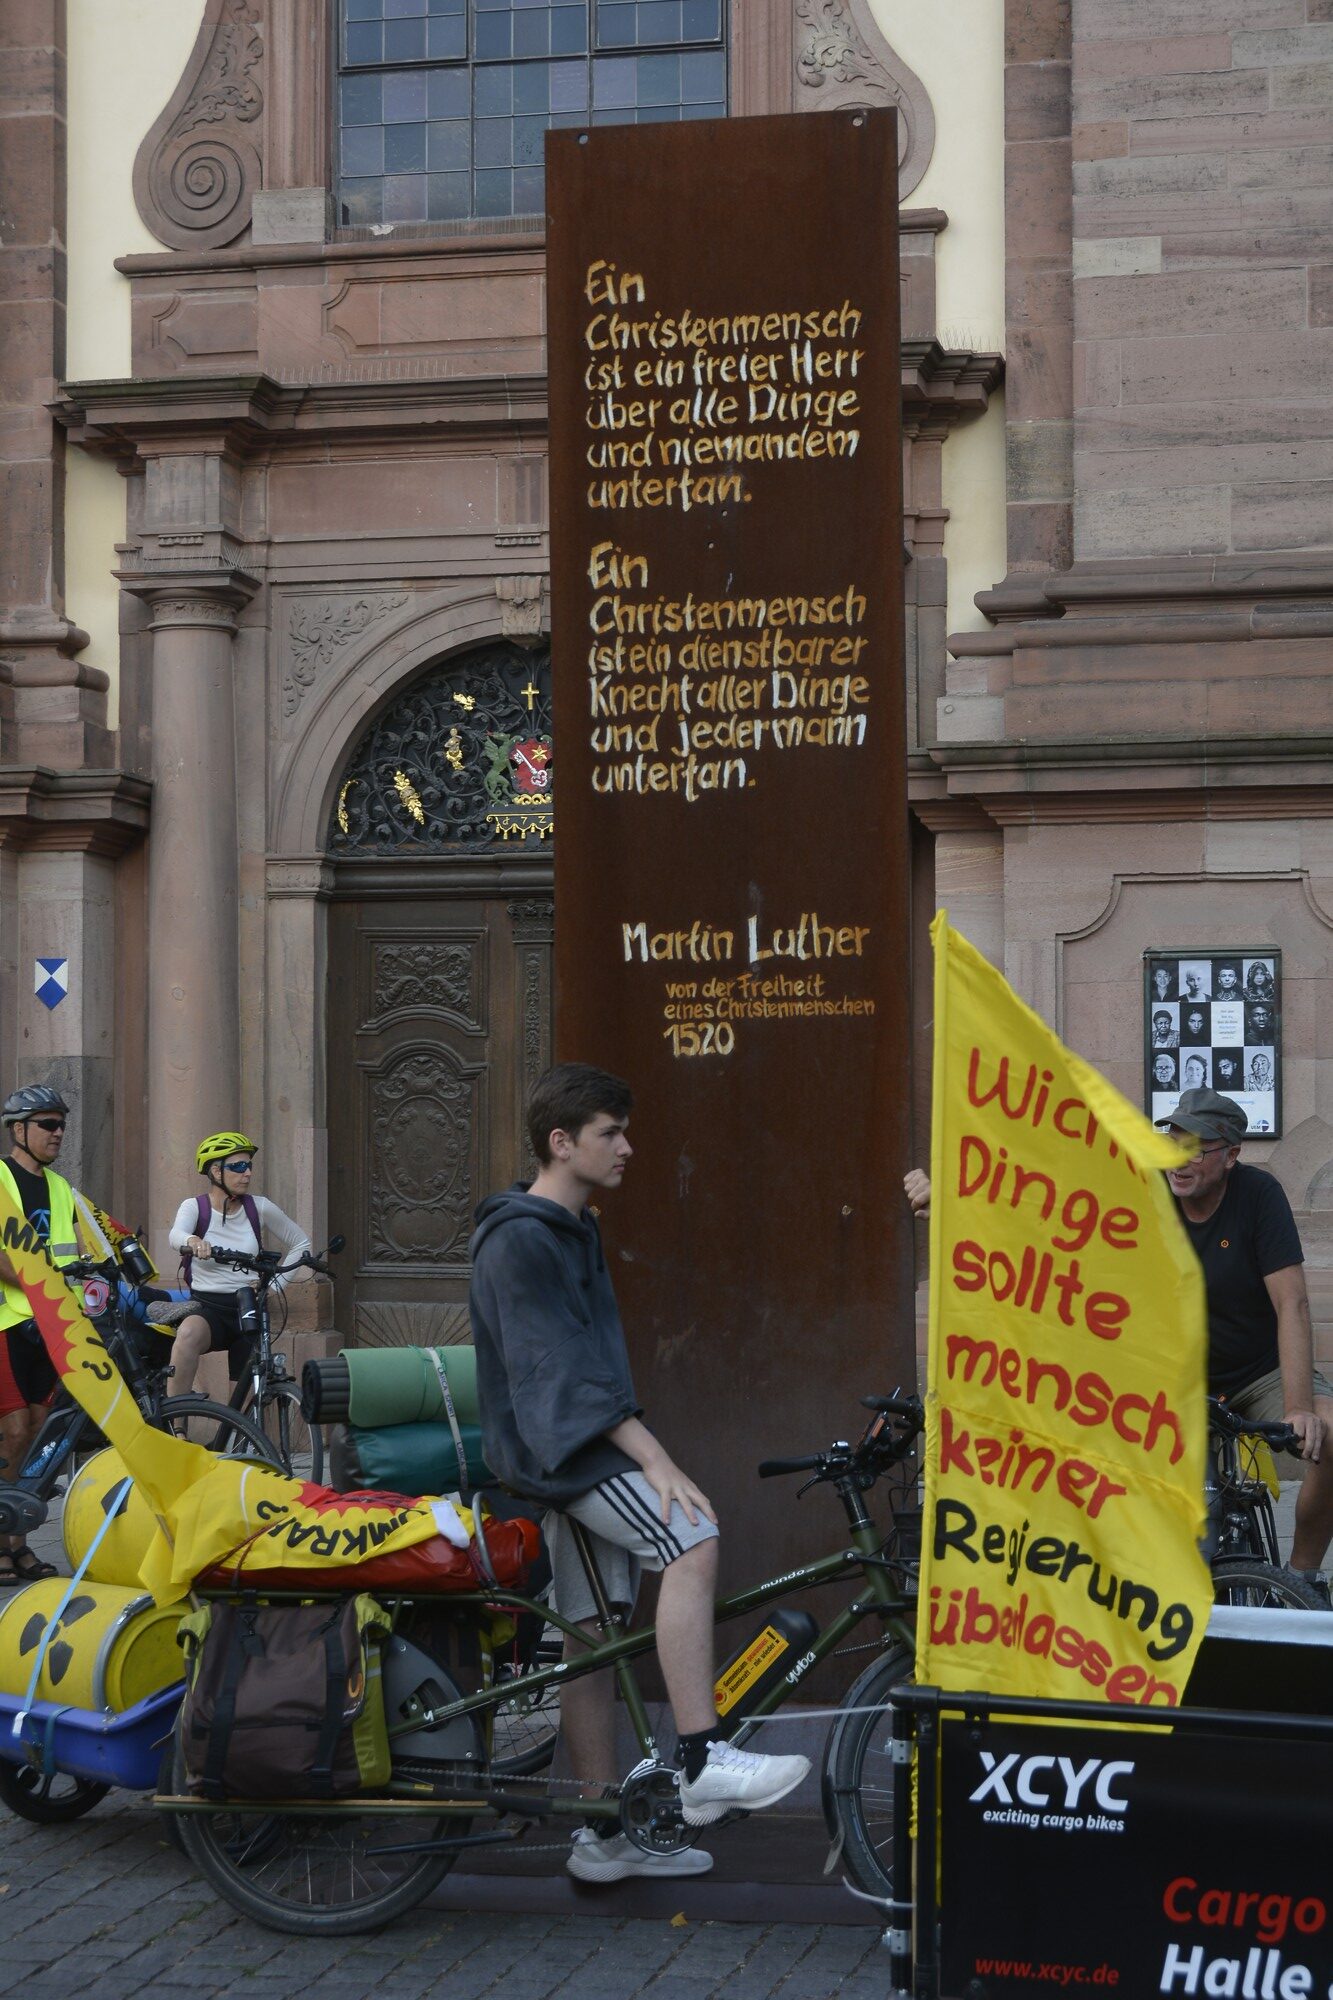 Ein
Christenmensch
ist ein freier Herr
über alle Dinge
und niemandem
untertan.
Ein
Christenmensch
ist ein dienstbarer
Knecht aller Dinge
und jedermann
untertan.
Martin Luther
von der Freiheit
eines Christenmenschen
1520
Dinge
sollte
mensch
keiner
Regierung
überlassen
mundo
yuba
XCYC
exciting cargo bikes
Cargo
Halle
www.xcyc.de